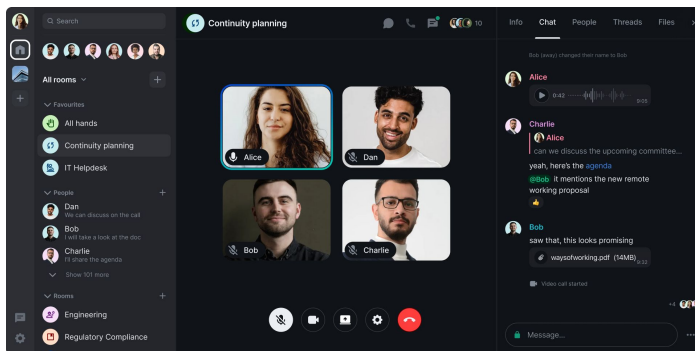 Search
All rooms
Favourites
All hands
Continuity planning
IT Helpdesk
People
Dan
We can discuss on the call
Bob
I will take a look at the doc
Charlie
I'll share the agenda
Show 101 more
Rooms
Engineering
Regulatory Compliance
Continuity planning
10
Alice
Dan
Bob
Charlie
Info Chat People Threads Files
Bob (away) changed their name to Bob
Alice
0:42
9:05
Charlie
Alice
can we discuss the upcoming committee...
yeah, here's the agenda
@Bob it mentions the new remote
working proposal
Bob
saw that, this looks promising
waysofworking.pdf (14MB)
Video call started
+4
Message...